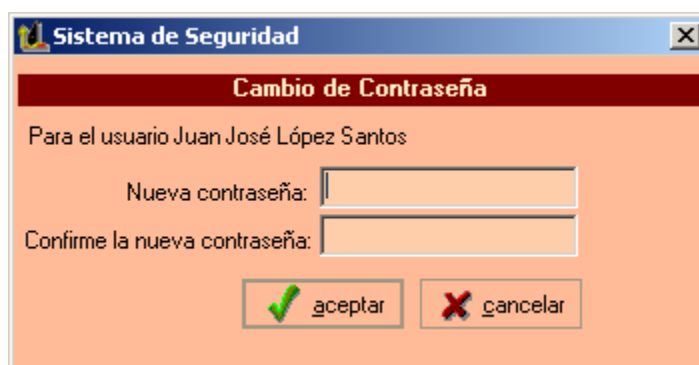 Sistema de Seguridad
Cambio de Contraseña
Para el usuario Juan José López Santos
Nueva contraseña:
Confirme la nueva contraseña:
aceptar cancelar